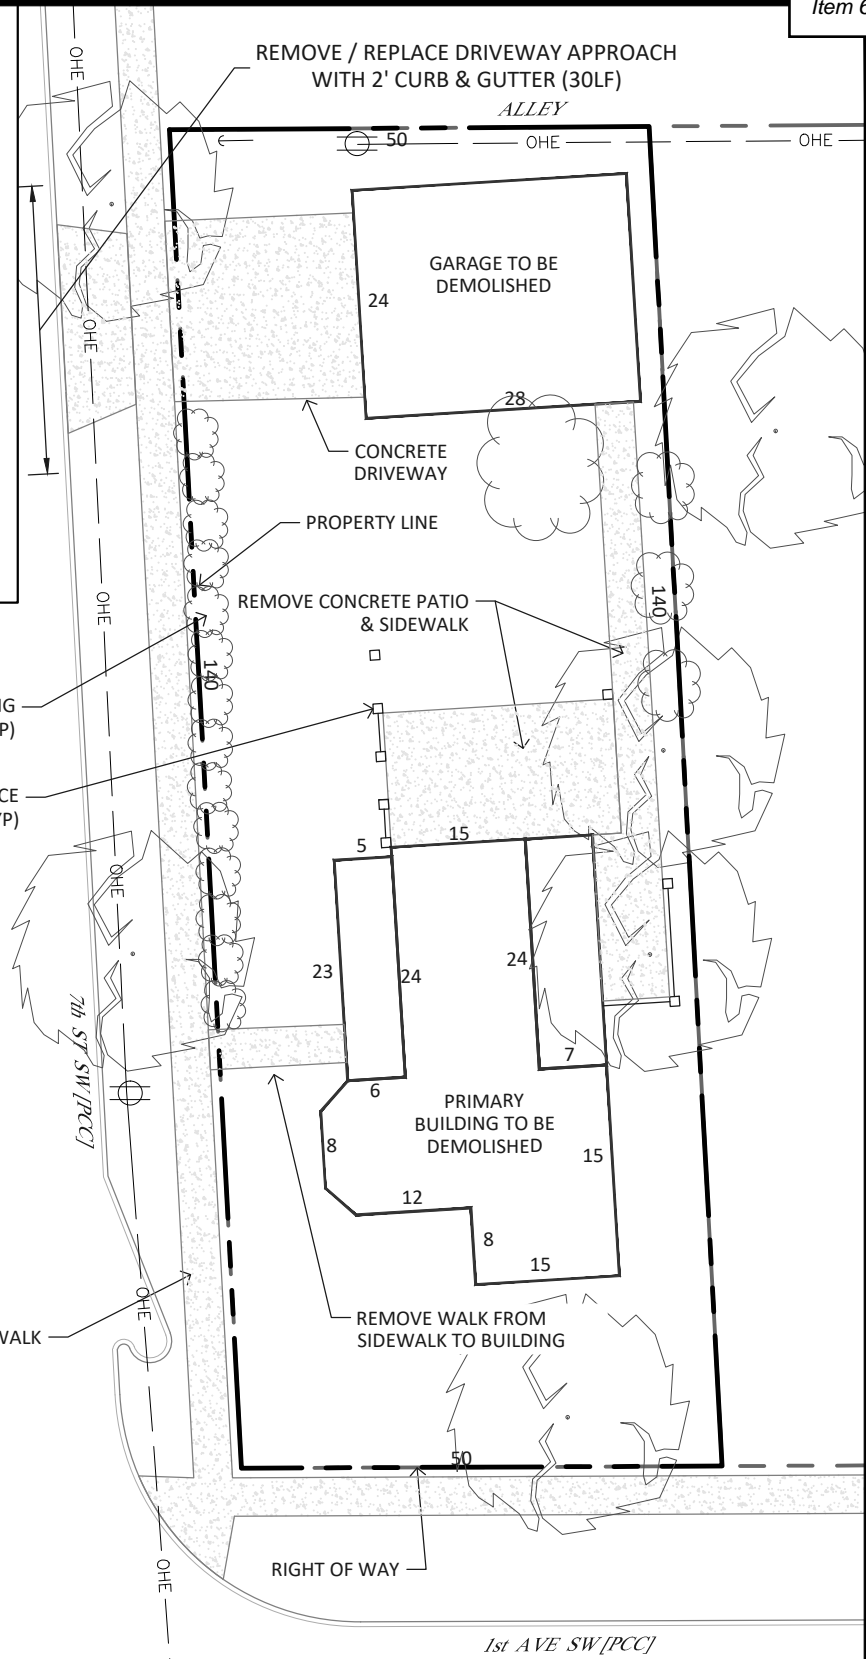 Item 6
REMOVE / REPLACE DRIVEWAY APPROACH
WITH 2' CURB & GUTTER (30LF)
ALLEY
OHE
50
OHE
OHE
GARAGE TO BE
DEMOLISHED
24
OHE
28
CONCRETE
DRIVEWAY
PROPERTY LINE
OHE
REMOVE CONCRETE PATIO
& SIDEWALK
140
140
G
P)
CE
P)
15
5
OHE
23
24
24
7th ST SW [PCC]
7
6
PRIMARY
BUILDING TO BE
DEMOLISHED
8
15
12
8
15
OHE
REMOVE WALK FROM
SIDEWALK TO BUILDING
WALK
50
RIGHT OF WAY
OHE
1st AVE SW [PCC]